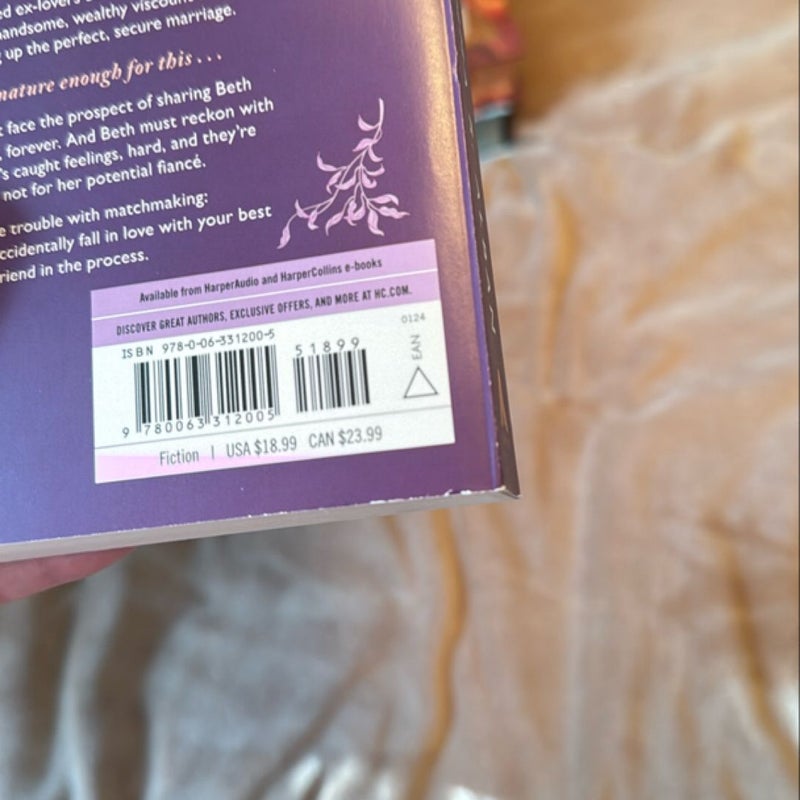 ed ex-lovers
handsome, wealthy viscount
g up the perfect, secure marriage.
mature enough for this . . .
t face the prospect of sharing Beth
, forever. And Beth must reckon with
's caught feelings, hard, and they're
not for her potential fiancé.
e trouble with matchmaking:
ccidentally fall in love with your best
riend in the process.
Available from HarperAudio and HarperCollins e-books
DISCOVER GREAT AUTHORS, EXCLUSIVE OFFERS, AND MORE AT HC.COM.
ISBN 978-0-06-331200-5
51899
0124
EAN
9 780063 312005
Fiction | USA $18.99 CAN $23.99